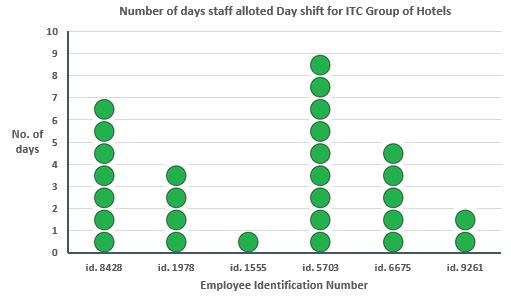 Number of days staff alloted Day shift for ITC Group of Hotels
10
9
8
7
6
5
4
3
2
1
0
No. of
days
id. 8428
id. 1978
id. 1555
id. 5703
id. 6675
id. 9261
Employee Identification Number